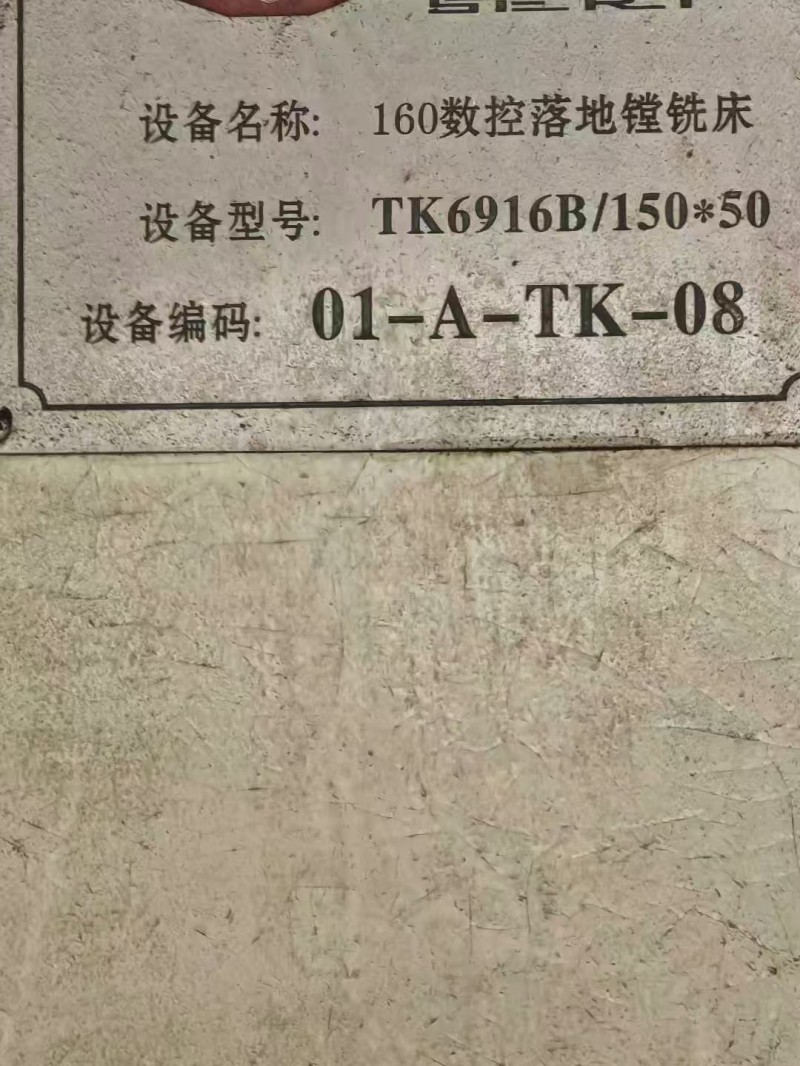 设备名称: 160数控落地镗铣床
设备型号: TK6916B/150*50
设备编码: 01-A-TK-08